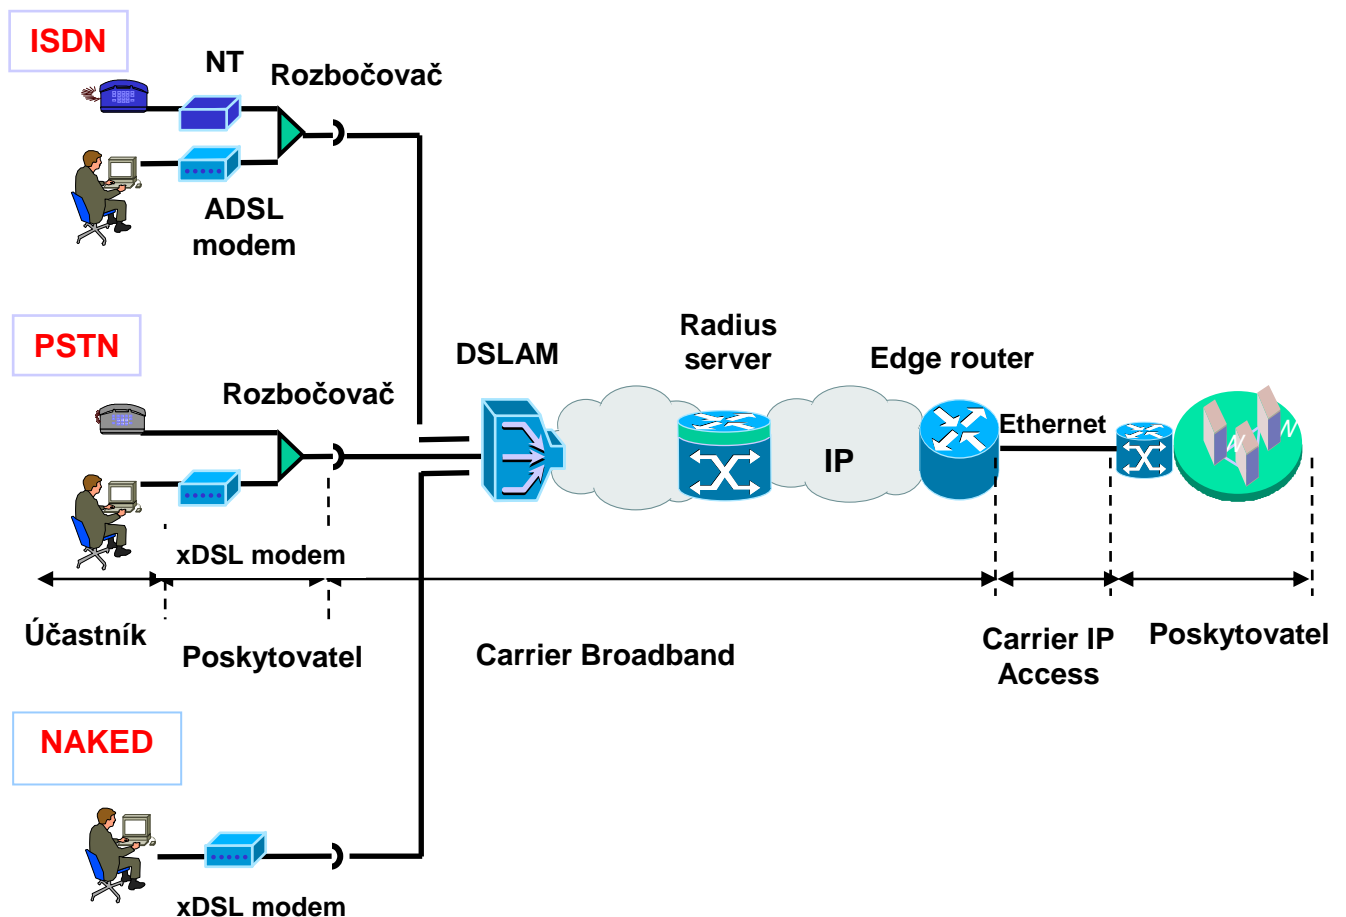 ISDN
NT
Rozbočovač
ADSL
modem
PSTN
Rozbočovač
xDSL modem
DSLAM
Radius
server
IP
Edge router
Ethernet
N
N
Účastník
Poskytovatel
Carrier Broadband
Carrier IP
Access
Poskytovatel
NAKED
xDSL modem